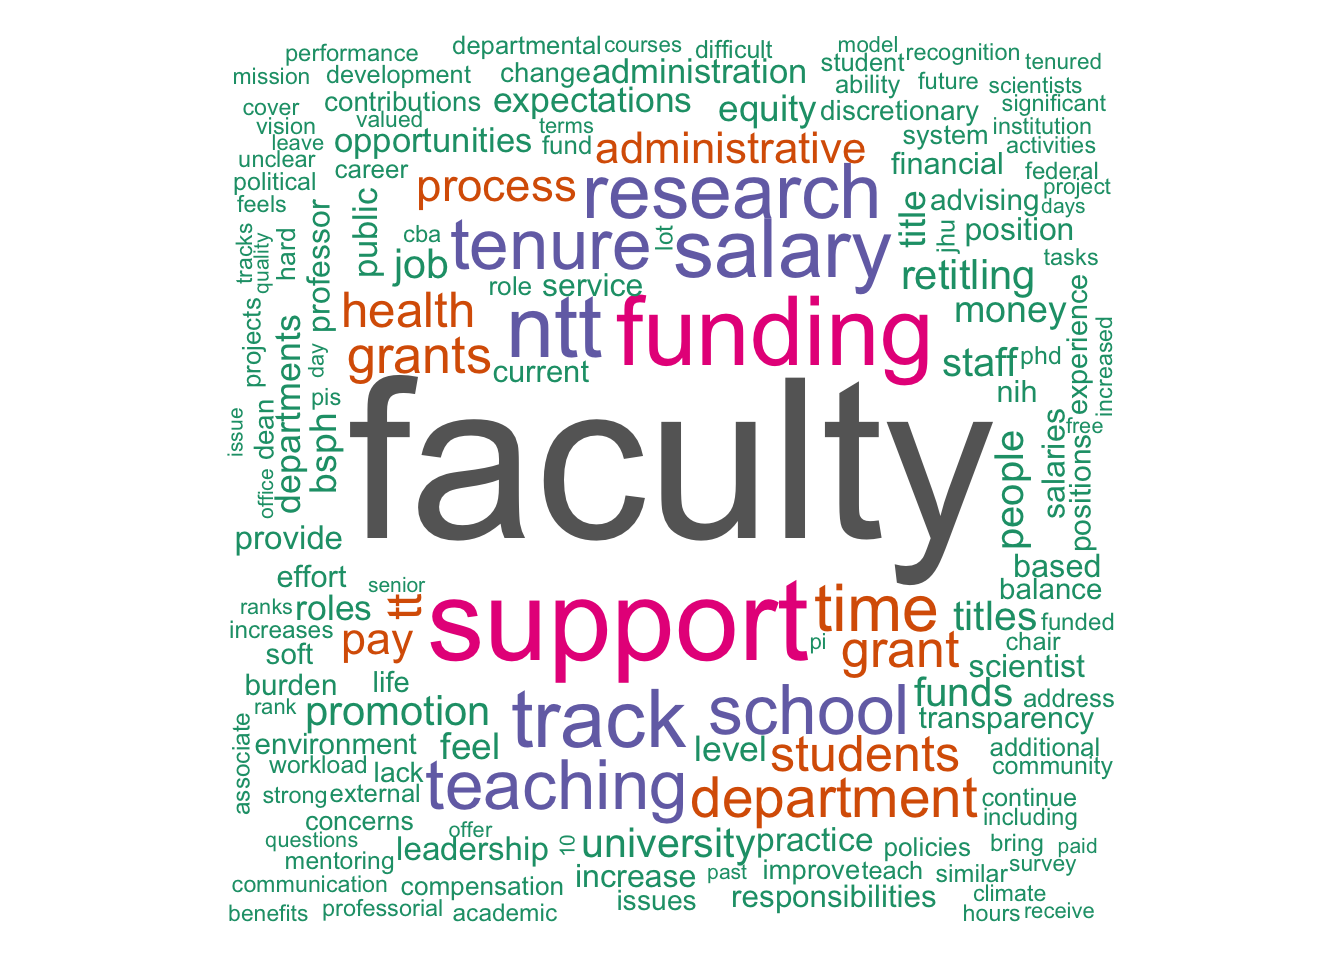 performance
departmental
courses
difficult
model
recognition
tenured
mission
development
change
administration
student
ability
future
scientists
cover
contributions
expectations
equity
discretionary
significant
vision
valued
terms
system
institution
leave
opportunities
fund
administrative
activities
unclear
career
process
research
financial
federal
political
public
title
advising
project
feels
professor
cba
tenure
lot
salary
jhu
position
days
tracks
quality
hard
job
role
service
retitling
tasks
projects
health
ntt
funding
money
experience
increased
departments
day
grants
current
staff
phd
nih
pis
issue
dean
bsph
faculty
people
salaries
free
positions
office
provide
effort
senior
based
balance
ranks
roles
tt
support
time
titles
funded
increases
pay
pi
grant
chair
soft
scientist
burden
life
track
school
funds
address
rank
promotion
transparency
associate
environment
feel
level
students
additional
workload
lack
teaching
department
community
strong
external
continue
concerns
offer
including
questions
leadership
10
university
practice
policies
bring
paid
mentoring
survey
communication
compensation
increase
past
improve
teach
similar
climate
benefits
professorial
academic
issues
responsibilities
hours
receive